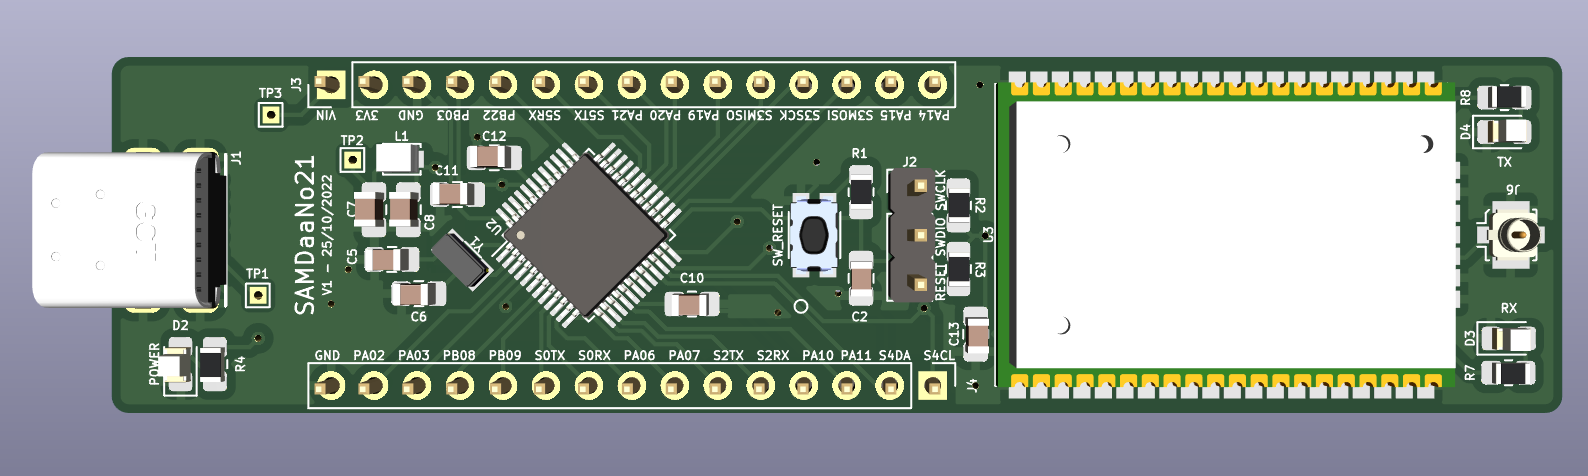 J3
TP3
VIN
3V3
GND
PB03
PB22
S5RX
S5TX
PA21
PA20
PA19
S3MISO
S3SCK
S3MOSI
PA15
PA14
R8
D4
TX
TP2
L1
C12
C11
J1
C7
C8
U2
Y1
C5
C6
C10
SAMDaaNo21
V1 - 25/10/2022
TP1
R1
J2
SW_RESET
SWCLK
SWDIO
RESET
R2
R3
C2
C13
J6
RX
D3
R7
D2
POWER
R4
GND
PA02
PA03
PB08
PB09
S0TX
S0RX
PA06
PA07
S2TX
S2RX
PA10
PA11
S4DA
S4CL